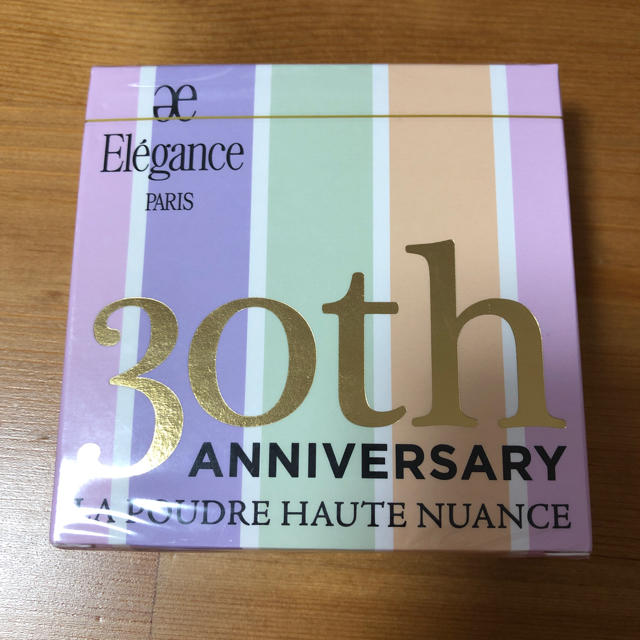 æ
Elégance
PARIS
30th
ANNIVERSARY
LA POUDRE HAUTE NUANCE